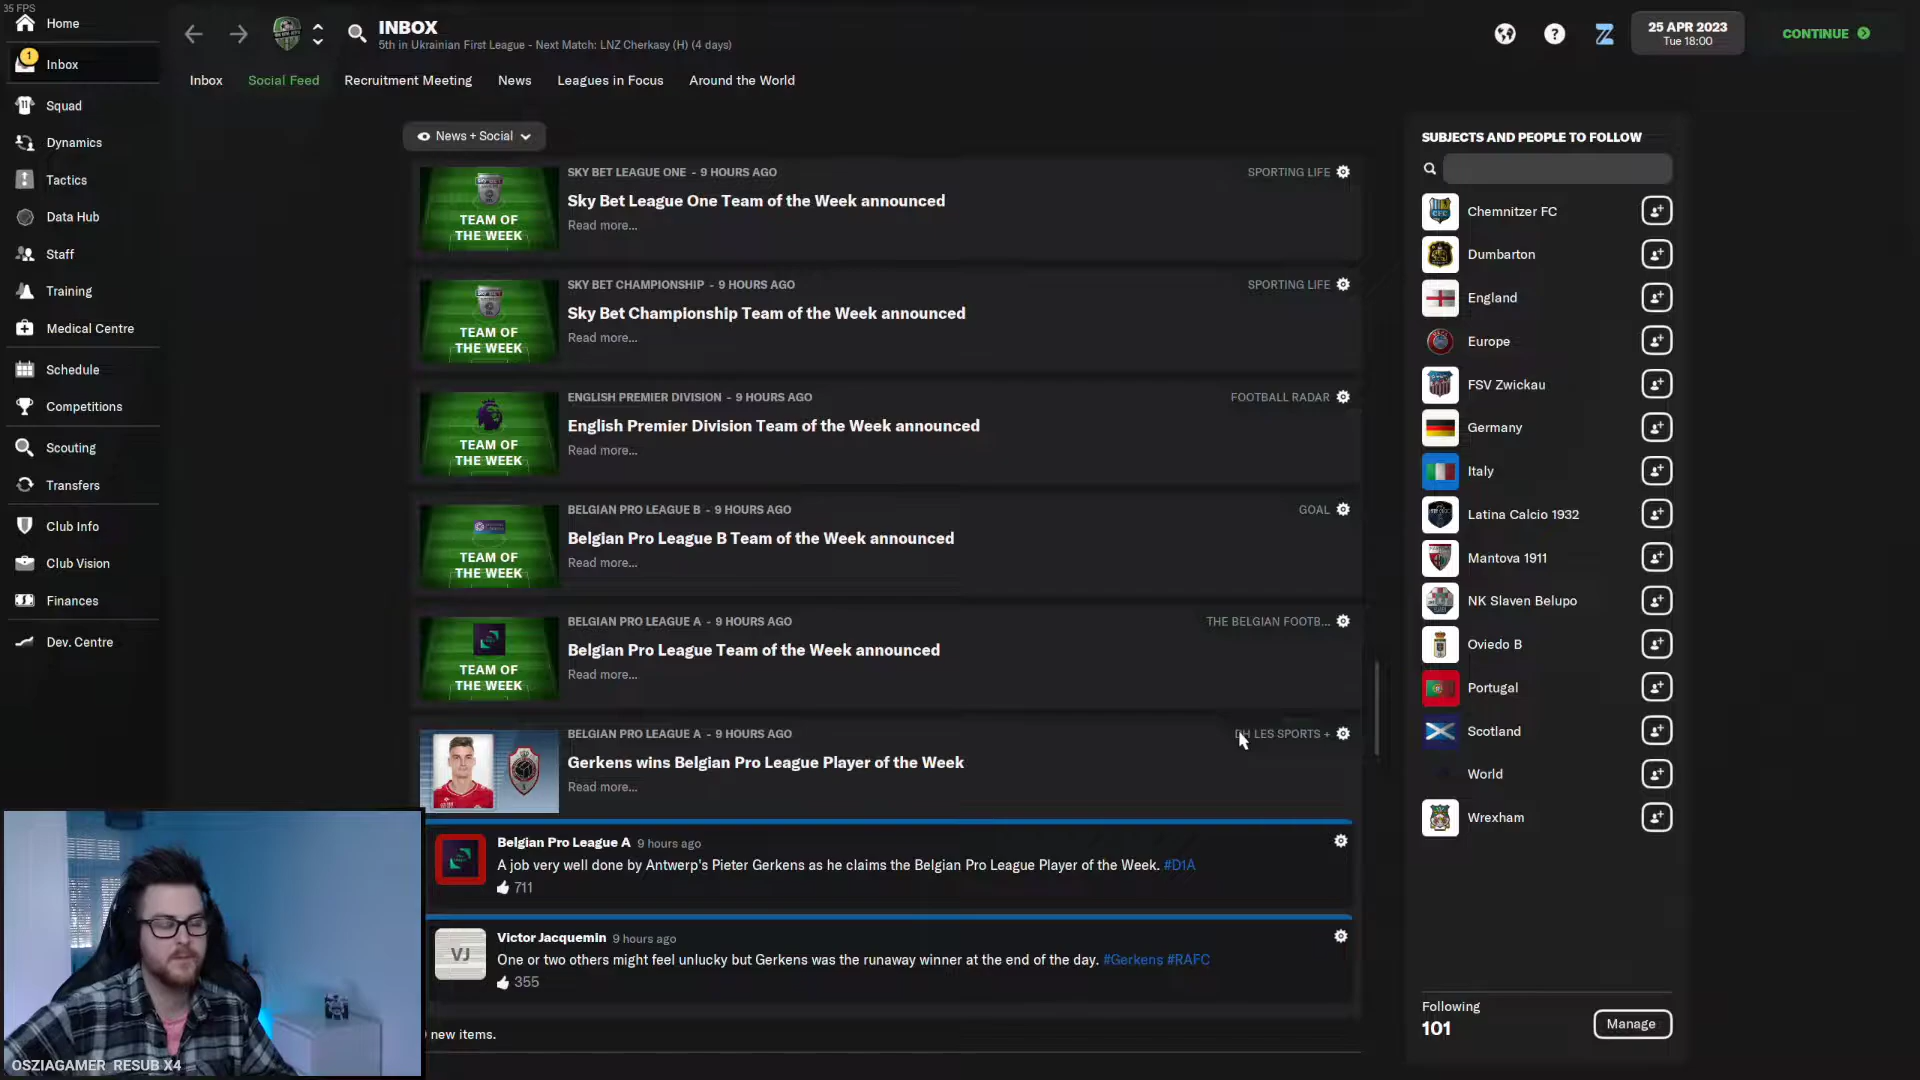 35 FPS
Home
1
Inbox
Squad
Dynamics
Tactics
Data Hub
Staff
Training
Medical Centre
Schedule
Competitions
Scouting
Transfers
Club Info
Club Vision
Finances
Dev. Centre
INBOX
5th in Ukrainian First League - Next Match: LNZ Cherkasy (H) (4 days)
25 APR 2023
Tue 18:00
CONTINUE
Inbox Social Feed Recruitment Meeting News Leagues in Focus Around the World
News + Social
TEAM OF
THE WEEK
SKY BET LEAGUE ONE - 9 HOURS AGO SPORTING LIFE
Sky Bet League One Team of the Week announced
Read more...
TEAM OF
THE WEEK
SKY BET CHAMPIONSHIP - 9 HOURS AGO SPORTING LIFE
Sky Bet Championship Team of the Week announced
Read more...
TEAM OF
THE WEEK
ENGLISH PREMIER DIVISION - 9 HOURS AGO FOOTBALL RADAR
English Premier Division Team of the Week announced
Read more...
TEAM OF
THE WEEK
BELGIAN PRO LEAGUE B - 9 HOURS AGO GOAL
Belgian Pro League B Team of the Week announced
Read more...
TEAM OF
THE WEEK
BELGIAN PRO LEAGUE A - 9 HOURS AGO THE BELGIAN FOOTB...
Belgian Pro League Team of the Week announced
Read more...
BELGIAN PRO LEAGUE A - 9 HOURS AGO DH LES SPORTS +
Gerkens wins Belgian Pro League Player of the Week
Read more...
Belgian Pro League A 9 hours ago
A job very well done by Antwerp's Pieter Gerkens as he claims the Belgian Pro League Player of the Week. #D1A
711
VJ
Victor Jacquemin 9 hours ago
One or two others might feel unlucky but Gerkens was the runaway winner at the end of the day. #Gerkens #RAFC
355
new items.
SUBJECTS AND PEOPLE TO FOLLOW
Chemnitzer FC
Dumbarton
England
Europe
FSV Zwickau
Germany
Italy
Latina Calcio 1932
Mantova 1911
NK Slaven Belupo
Oviedo B
Portugal
Scotland
World
Wrexham
Following
101
Manage
OSZIAGAMER RESUB X4